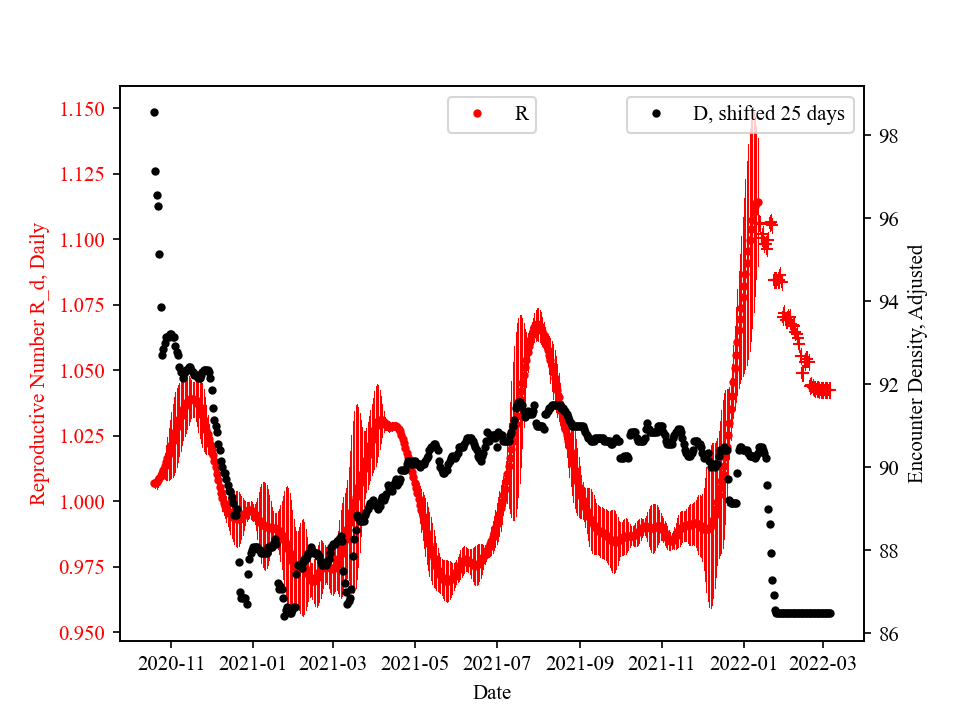 R
D, shifted 25 days
Reproductive Number R_d, Daily
1.150
1.125
1.100
1.075
1.050
1.025
1.000
0.975
0.950
98
96
94
92
90
88
86
Encounter Density, Adjusted
2020-11 2021-01 2021-03 2021-05 2021-07 2021-09 2021-11 2022-01 2022-03
Date